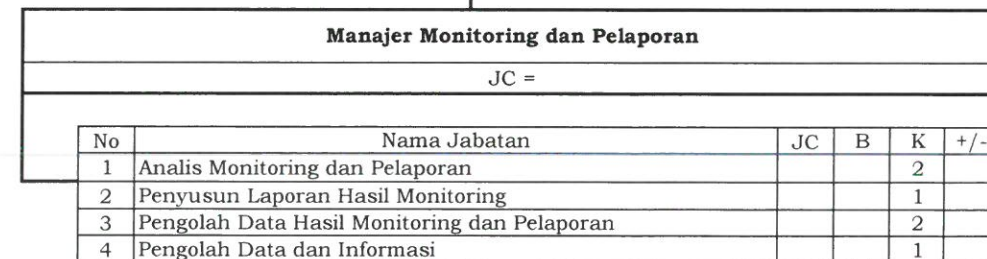 Manajer Monitoring dan Pelaporan
JC =
No Nama Jabatan JC B K +/-
1 Analis Monitoring dan Pelaporan 2
2 Penyusun Laporan Hasil Monitoring 1
3 Pengolah Data Hasil Monitoring dan Pelaporan 2
4 Pengolah Data dan Informasi 1